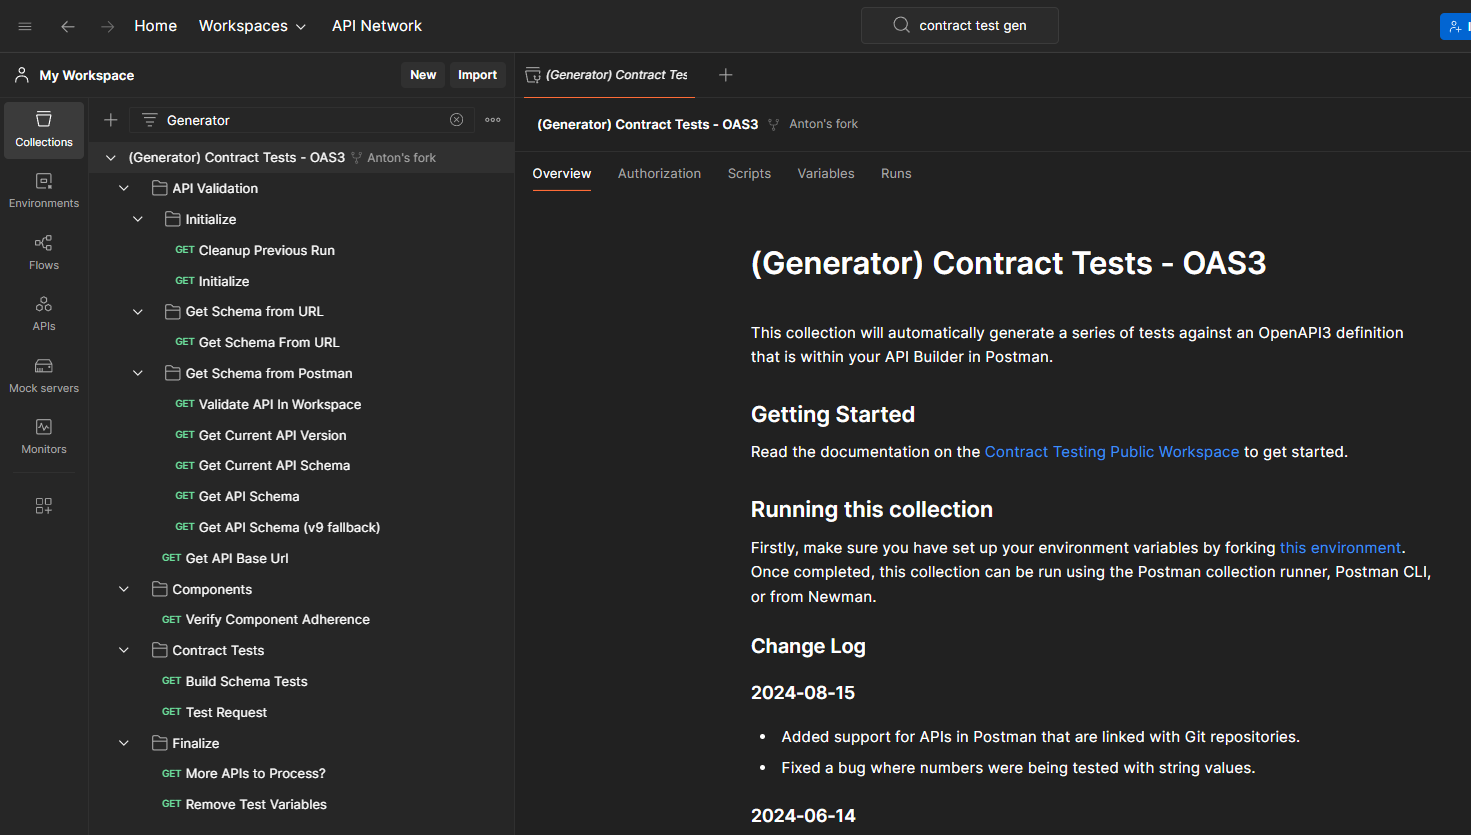 Home Workspaces API Network contract test gen
My Workspace New Import
(Generator) Contract Tes
Collections
Environments
Flows
APIs
Mock servers
Monitors
Generator
(Generator) Contract Tests - OAS3 Anton's fork
API Validation
Initialize
GET Cleanup Previous Run
GET Initialize
Get Schema from URL
GET Get Schema From URL
Get Schema from Postman
GET Validate API In Workspace
GET Get Current API Version
GET Get Current API Schema
GET Get API Schema
GET Get API Schema (v9 fallback)
GET Get API Base Url
Components
GET Verify Component Adherence
Contract Tests
GET Build Schema Tests
GET Test Request
Finalize
GET More APIs to Process?
GET Remove Test Variables
(Generator) Contract Tests - OAS3 Anton's fork
Overview Authorization Scripts Variables Runs
(Generator) Contract Tests - OAS3
This collection will automatically generate a series of tests against an OpenAPI3 definition
that is within your API Builder in Postman.
Getting Started
Read the documentation on the Contract Testing Public Workspace to get started.
Running this collection
Firstly, make sure you have set up your environment variables by forking this environment.
Once completed, this collection can be run using the Postman collection runner, Postman CLI,
or from Newman.
Change Log
2024-08-15
• Added support for APIs in Postman that are linked with Git repositories.
• Fixed a bug where numbers were being tested with string values.
2024-06-14